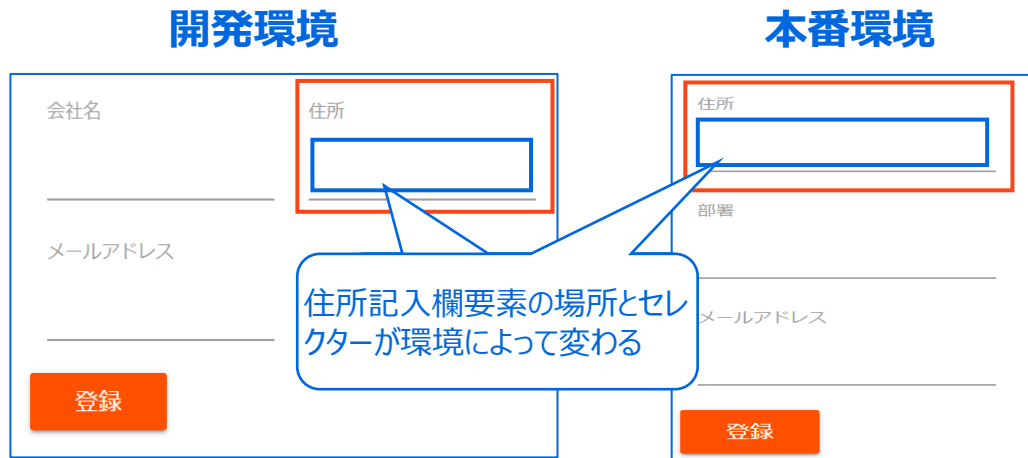 開発環境
会社名
住所
メールアドレス
登録
本番環境
住所
部署
メールアドレス
登録
住所記入欄要素の場所とセレ
クターが環境によって変わる